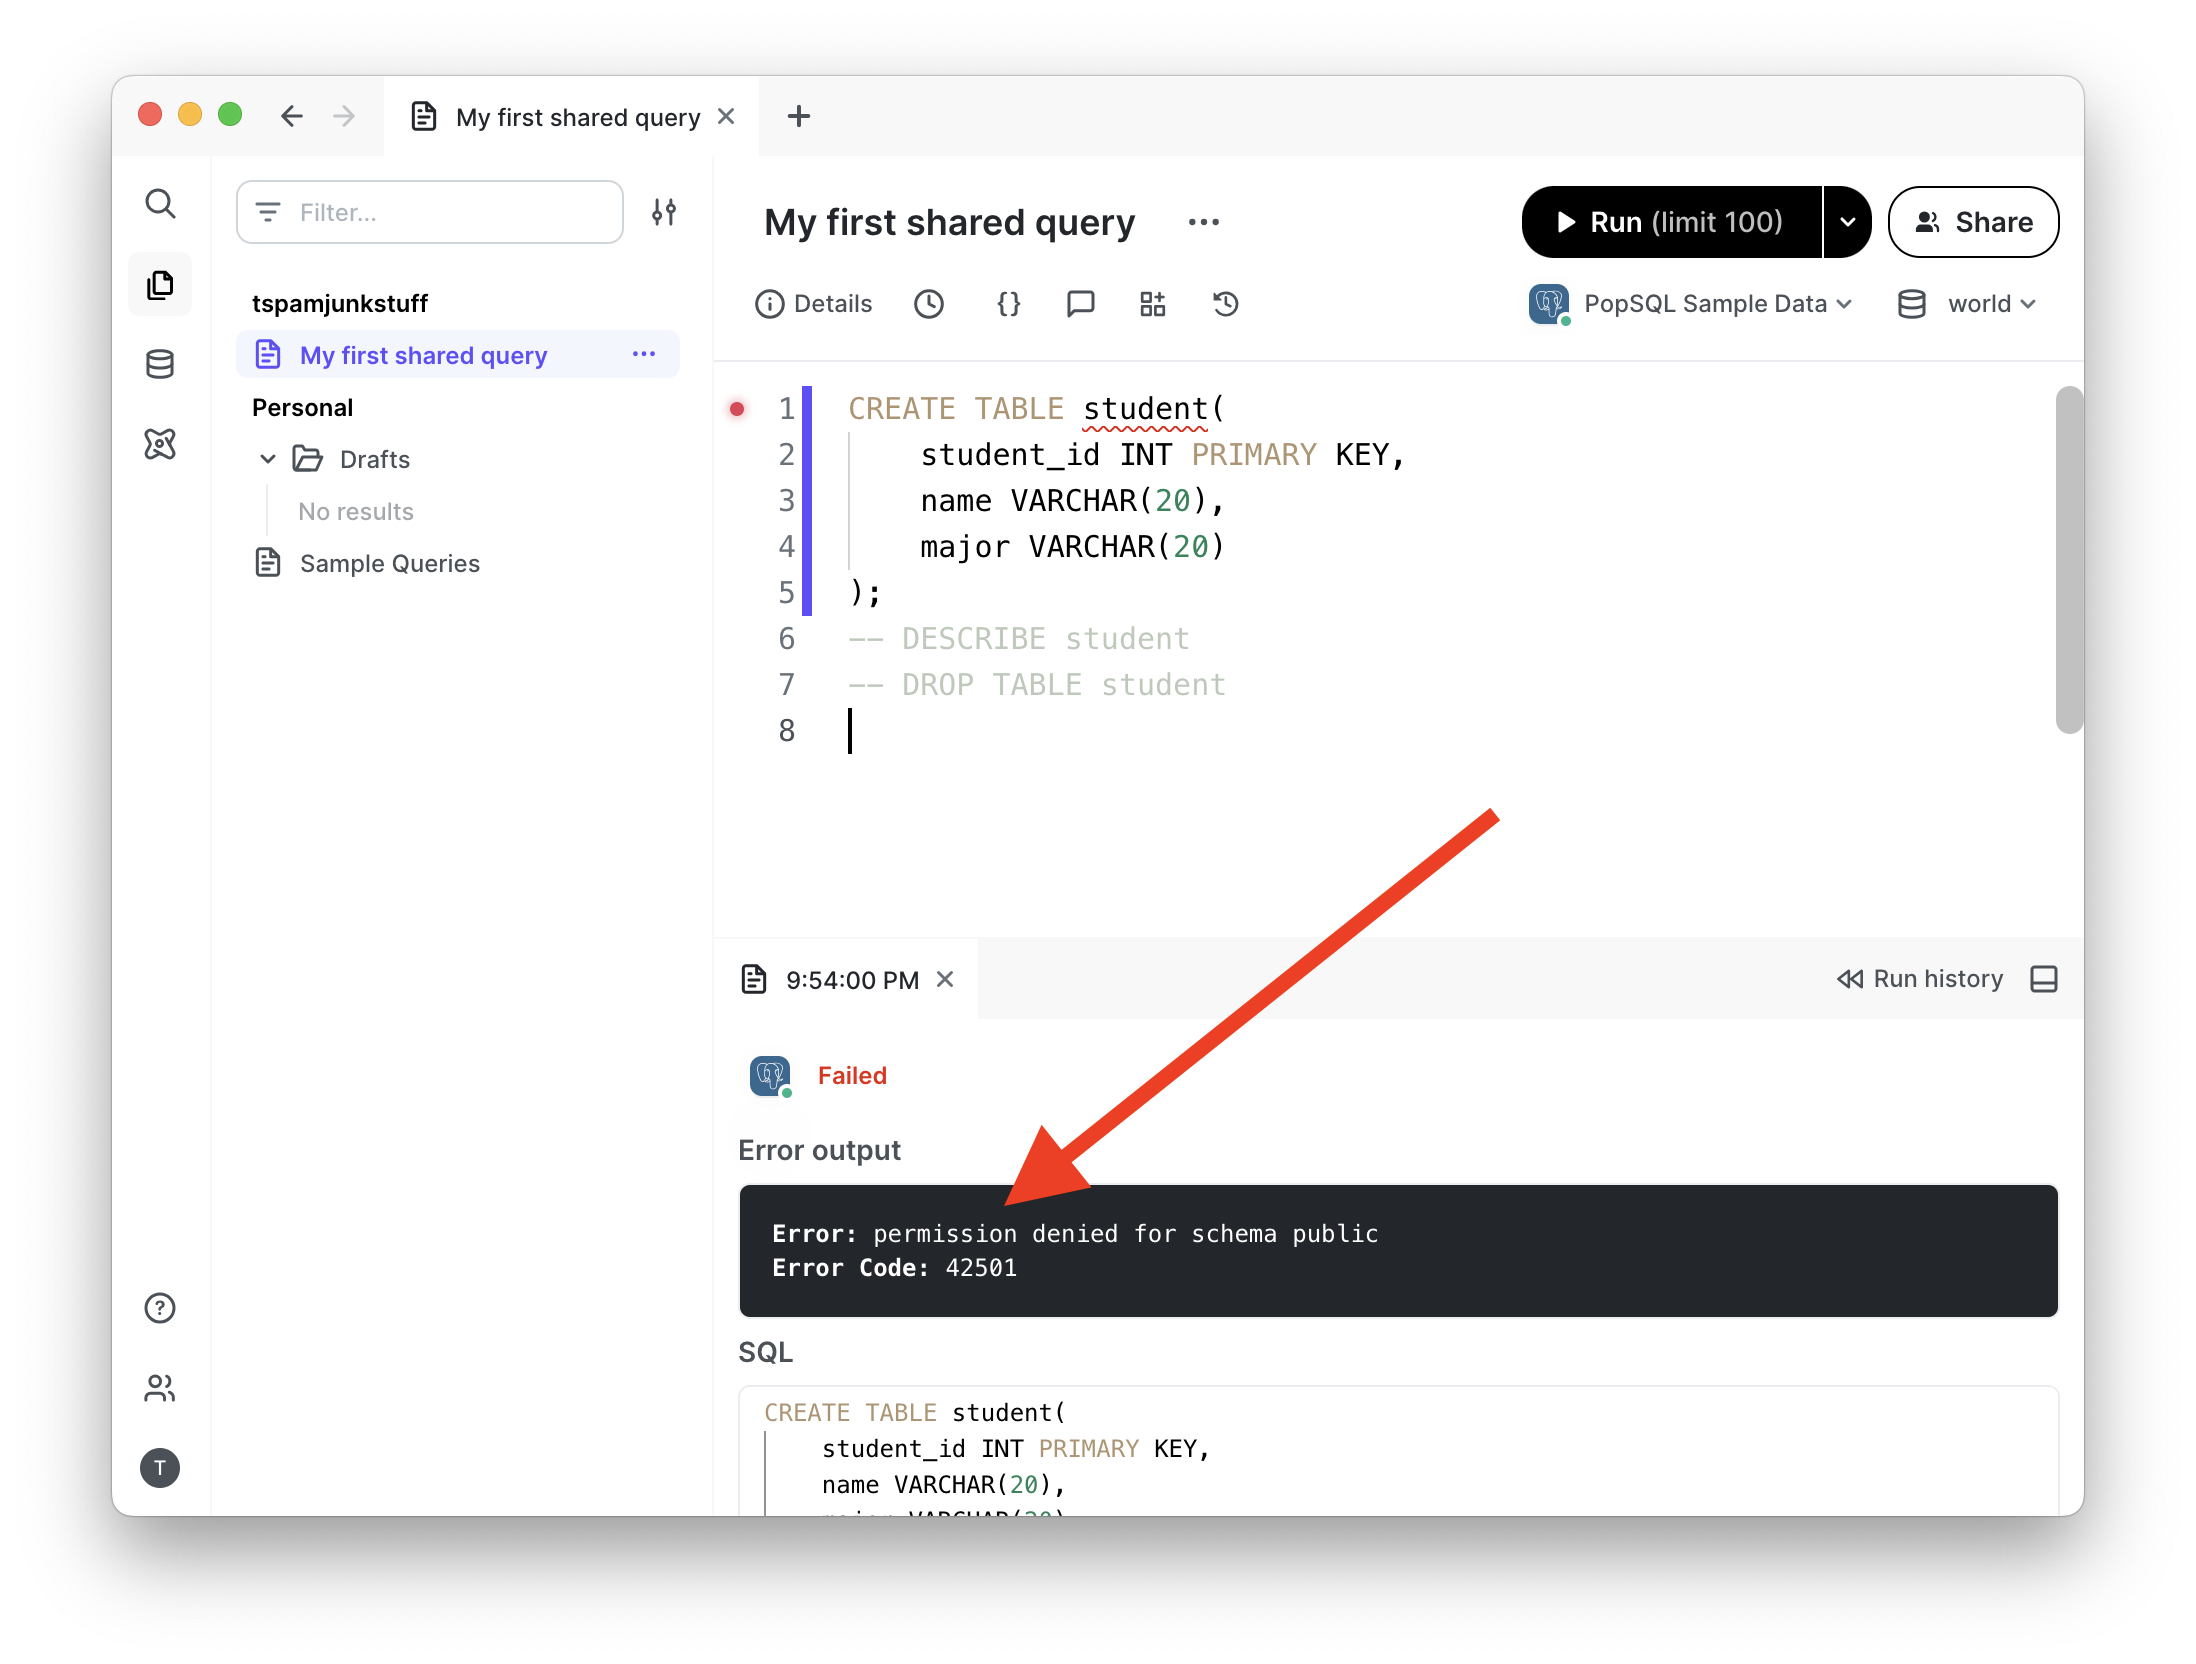 My first shared query
Filter...
tspamjunkstuff
My first shared query
Personal
Drafts
No results
Sample Queries
T
My first shared query
Run (limit 100)
Share
Details
PopSQL Sample Data
world
1 CREATE TABLE student(
2 student_id INT PRIMARY KEY,
3 name VARCHAR(20),
4 major VARCHAR(20)
5 );
6 -- DESCRIBE student
7 -- DROP TABLE student
8
9:54:00 PM
Run history
Failed
Error output
Error: permission denied for schema public
Error Code: 42501
SQL
CREATE TABLE student(
student_id INT PRIMARY KEY,
name VARCHAR(20),
major VARCHAR(20)